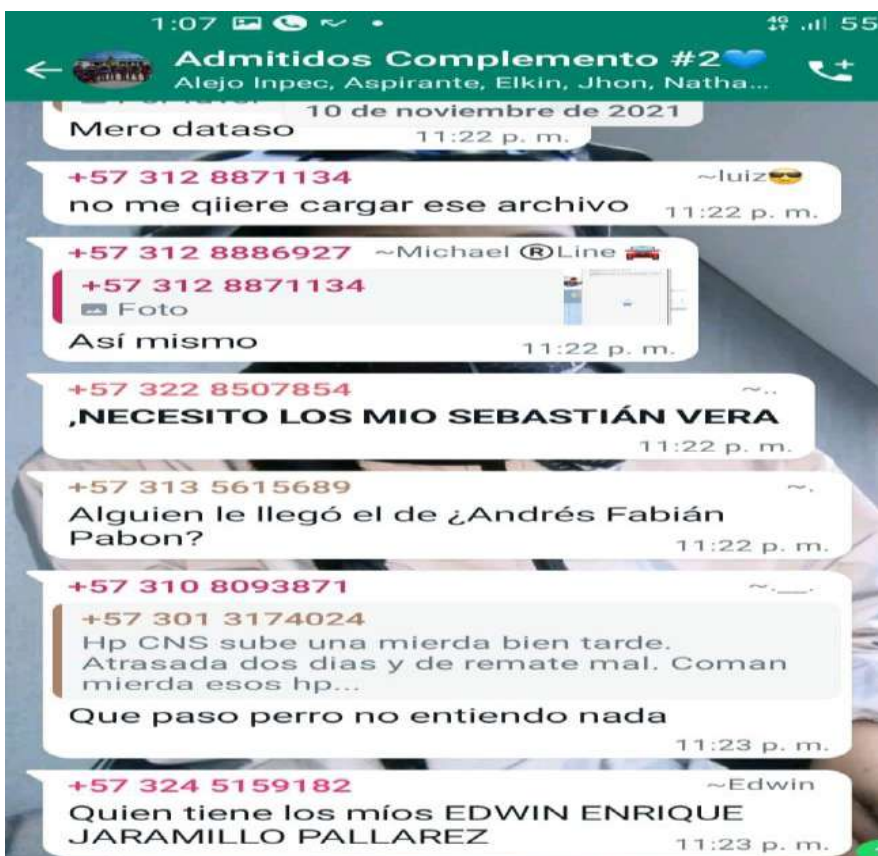 1:07
4G 55
Admitidos Complemento #2💙
Alejo Inpec, Aspirante, Elkin, Jhon, Natha...
10 de noviembre de 2021
Mero dataso
11:22 p. m.
+57 312 8871134 ~luiz😎
no me qiiere cargar ese archivo 11:22 p. m.
+57 312 8886927 ~Michael ®Line 🚘
+57 312 8871134
Foto
Así mismo 11:22 p. m.
+57 322 8507854 ~..
,NECESITO LOS MIO SEBASTIÁN VERA
11:22 p. m.
+57 313 5615689 ~.
Alguien le llegó el de ¿Andrés Fabián
Pabon? 11:22 p. m.
+57 310 8093871 ~.__.
+57 301 3174024
Hp CNS sube una mierda bien tarde.
Atrasada dos dias y de remate mal. Coman
mierda esos hp...
Que paso perro no entiendo nada
11:23 p. m.
+57 324 5159182 ~Edwin
Quien tiene los míos EDWIN ENRIQUE
JARAMILLO PALLAREZ 11:23 p. m.